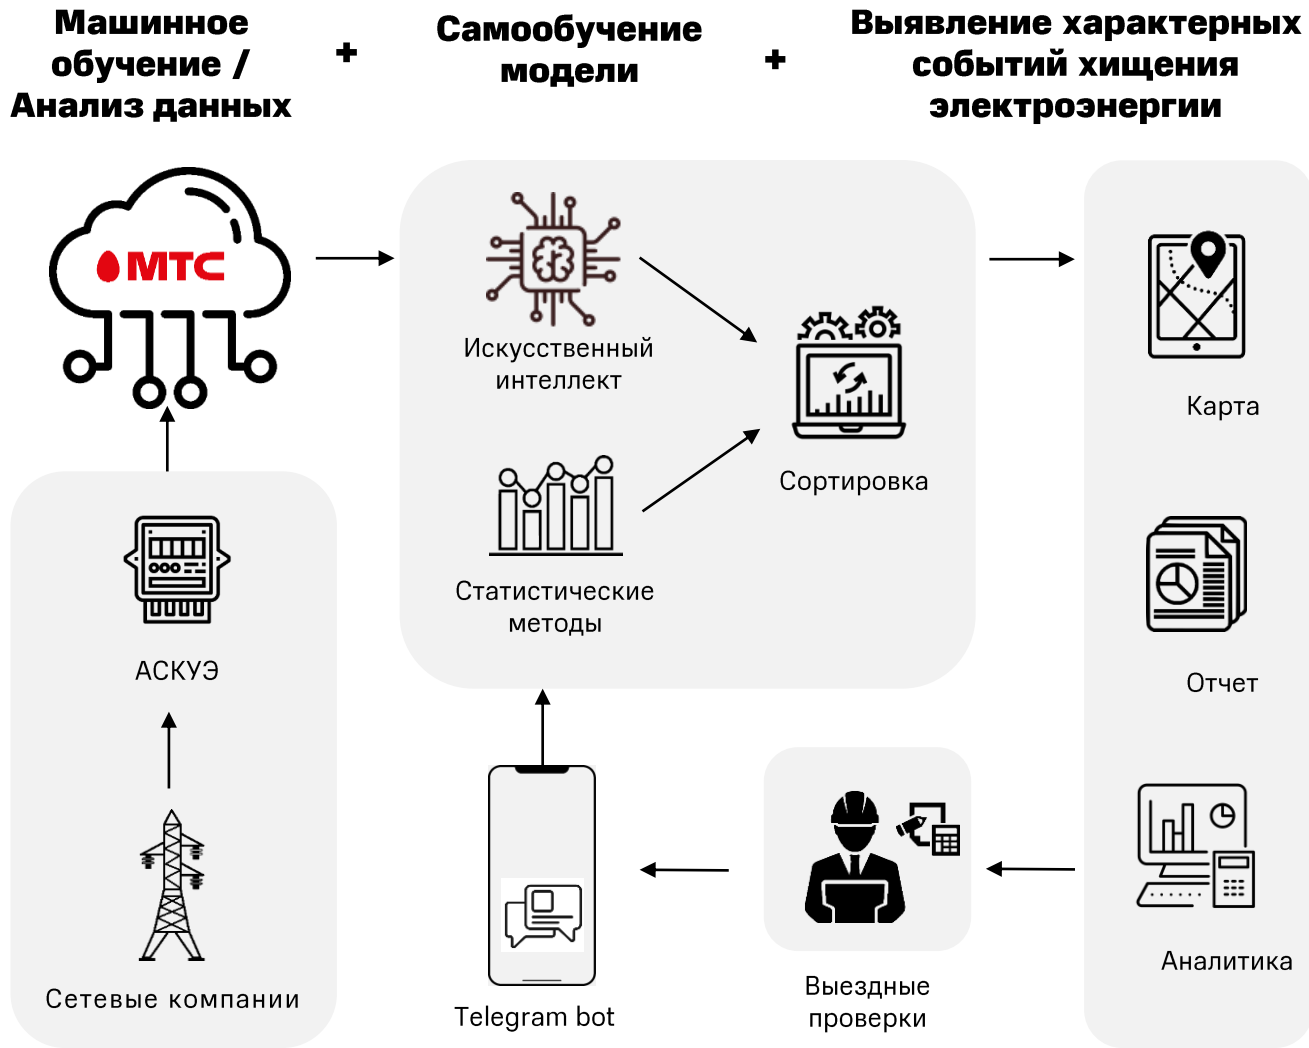 Машинное
обучение /
Анализ данных
+
Самообучение
модели
+
Выявление характерных
событий хищения
электроэнергии
МТС
Искусственный
интеллект
Сортировка
Статистические
методы
Карта
Отчет
Аналитика
АСКУЭ
Сетевые компании
Telegram bot
Выездные
проверки